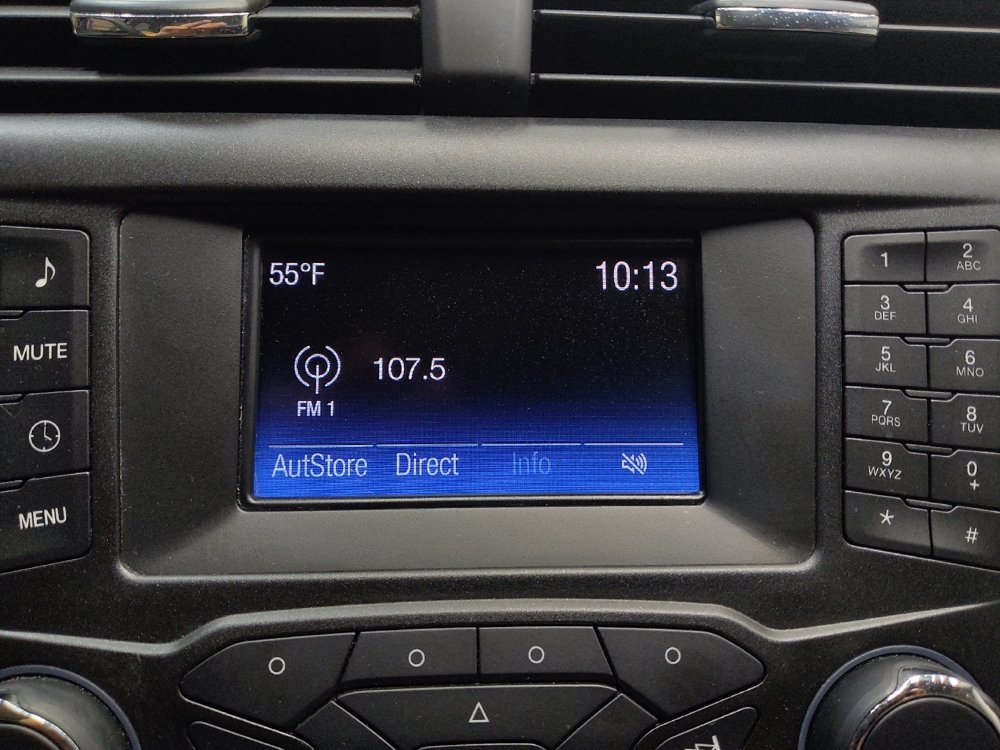 55°F
10:13
107.5
FM 1
AutStore Direct Info
MUTE
MENU
1
2 ABC
3 DEF
4 GHI
5 JKL
6 MNO
7 PQRS
8 TUV
9 WXYZ
0 +
*
#